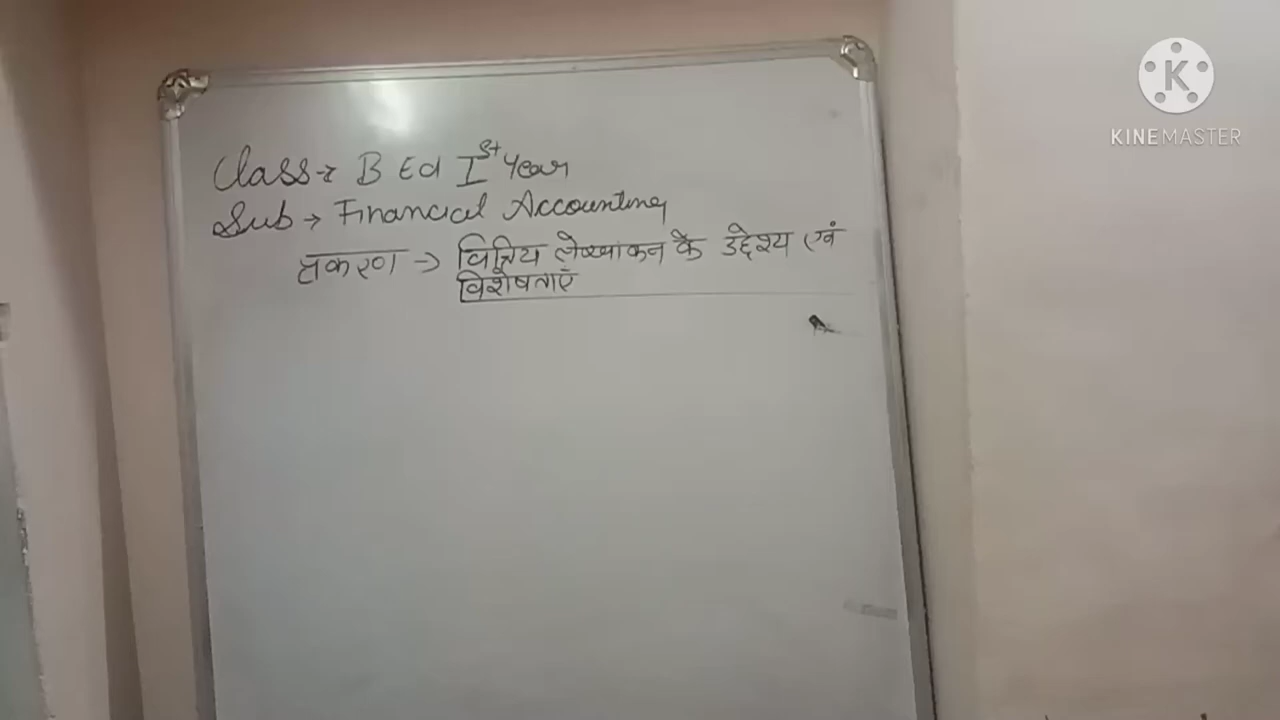 Class → B Ed Ist Year
Sub → Financial Accounting
प्रकरण → वित्तिय लेखांकन के उद्देश्य एवं
विशेषताएं
K
KINEMASTER